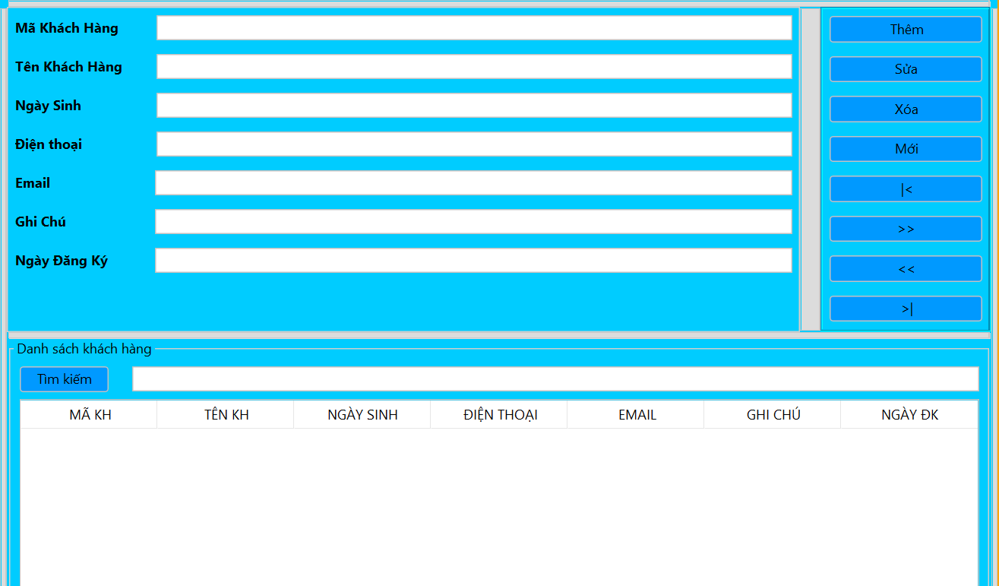 Mã Khách Hàng
Tên Khách Hàng
Ngày Sinh
Điện thoại
Email
Ghi Chú
Ngày Đăng Ký
Thêm
Sửa
Xóa
Mới
|<
>>
<<
>|
Danh sách khách hàng
Tìm kiếm
MÃ KH TÊN KH NGÀY SINH ĐIỆN THOẠI EMAIL GHI CHÚ NGÀY ĐK